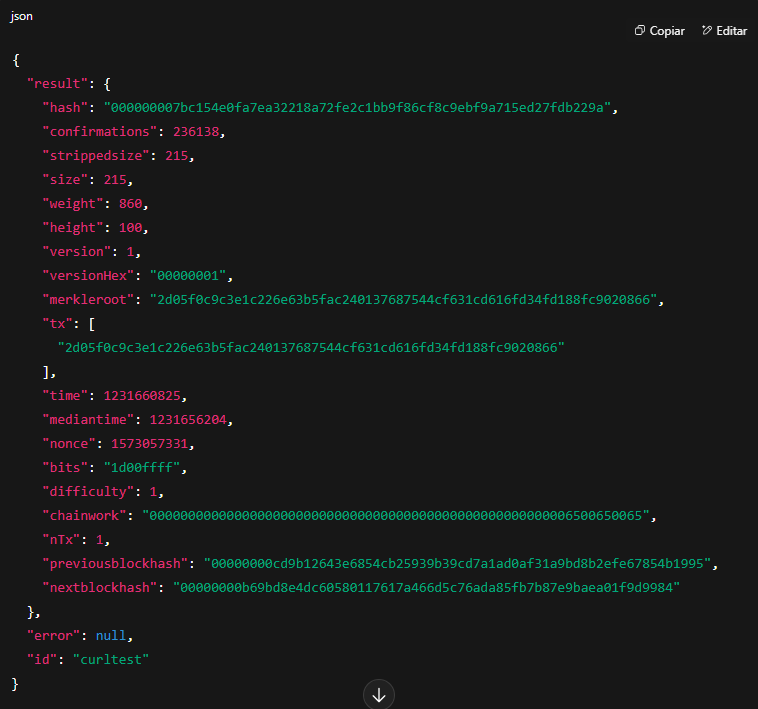 json
Copiar Editar
{
"result": {
"hash": "000000007bc154e0fa7ea32218a72fe2c1bb9f86cf8c9ebf9a715ed27fdb229a",
"confirmations": 236138,
"strippedsize": 215,
"size": 215,
"weight": 860,
"height": 100,
"version": 1,
"versionHex": "00000001",
"merkleroot": "2d05f0c9c3e1c226e63b5fac240137687544cf631cd616fd34fd188fc9020866",
"tx": [
"2d05f0c9c3e1c226e63b5fac240137687544cf631cd616fd34fd188fc9020866"
],
"time": 1231660825,
"mediantime": 1231656204,
"nonce": 1573057331,
"bits": "1d00ffff",
"difficulty": 1,
"chainwork": "0000000000000000000000000000000000000000000000000000006500650065",
"nTx": 1,
"previousblockhash": "00000000cd9b12643e6854cb25939b39cd7a1ad0af31a9bd8b2efe67854b1995",
"nextblockhash": "00000000b69bd8e4dc60580117617a466d5c76ada85fb7b87e9baea01f9d9984"
},
"error": null,
"id": "curltest"
}